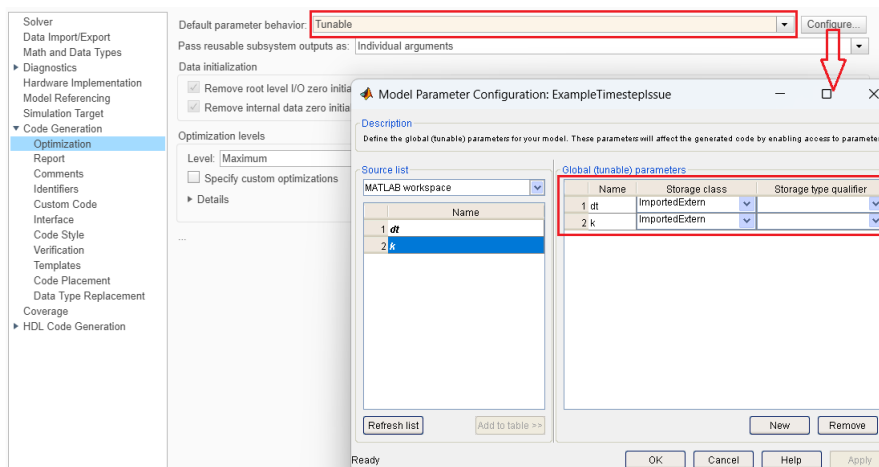 Solver
Data Import/Export
Math and Data Types
Diagnostics
Hardware Implementation
Model Referencing
Simulation Target
Code Generation
Optimization
Report
Comments
Identifiers
Custom Code
Interface
Code Style
Verification
Templates
Code Placement
Data Type Replacement
Coverage
HDL Code Generation
Default parameter behavior: Tunable Configure...
Pass reusable subsystem outputs as: Individual arguments
Data initialization
Remove root level I/O zero initia
Remove internal data zero initia
Optimization levels
Level: Maximum
Specify custom optimizations
Details
...
Model Parameter Configuration: ExampleTimestepIssue
Description
Define the global (tunable) parameters for your model. These parameters will affect the generated code by enabling access to parameter
Source list
MATLAB workspace
Name
1 dt
2 k
Refresh list Add to table >>
Global (tunable) parameters
Name Storage class Storage type qualifier
1 dt ImportedExtern
2 k ImportedExtern
New Remove
Ready OK Cancel Help Apply